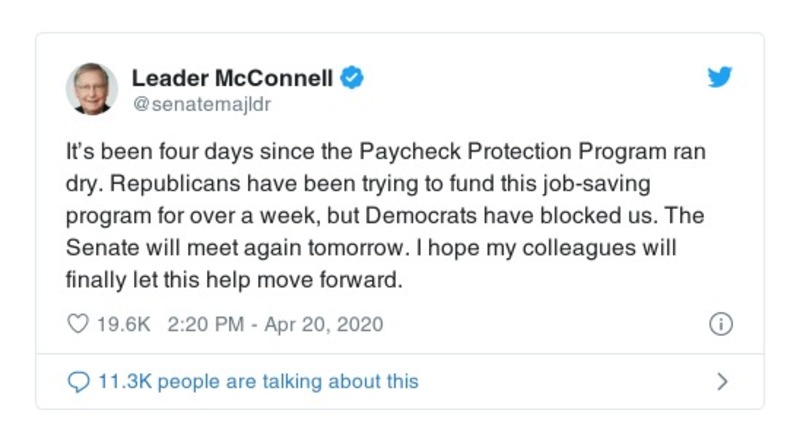 Leader McConnell
@senatemajldr
It's been four days since the Paycheck Protection Program ran
dry. Republicans have been trying to fund this job-saving
program for over a week, but Democrats have blocked us. The
Senate will meet again tomorrow. I hope my colleagues will
finally let this help move forward.
19.6K 2:20 PM - Apr 20, 2020
11.3K people are talking about this